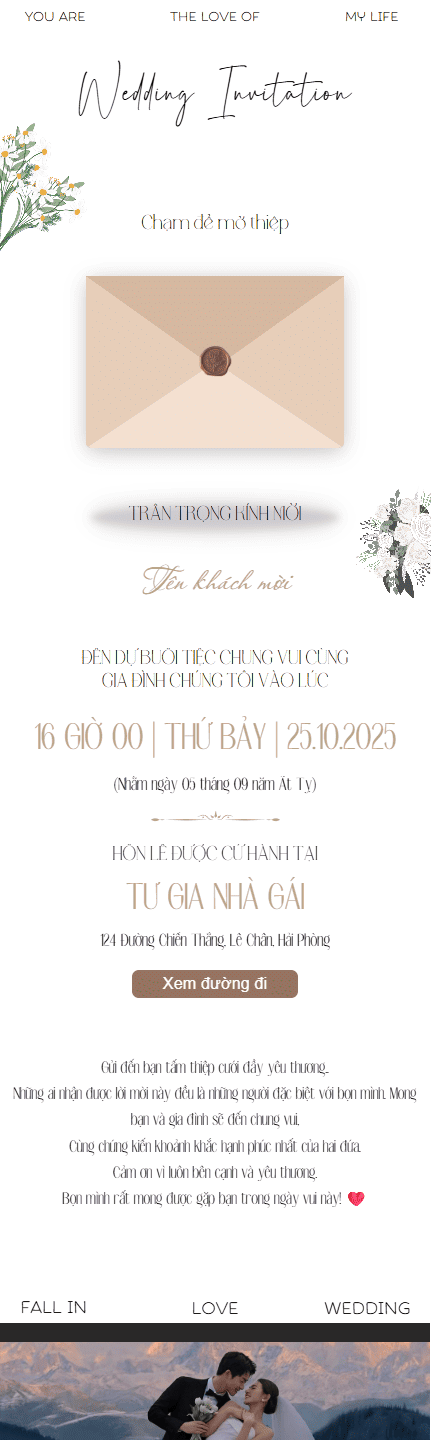 YOU ARE THE LOVE OF MY LIFE
Wedding Invitation
Chạm để mở thiệp
TRÂN TRỌNG KÍNH MỜI
Tên khách mời
ĐẾN DỰ BUỔI TIỆC CHUNG VUI CÙNG
GIA ĐÌNH CHÚNG TÔI VÀO LÚC
16 GIỜ 00 | THỨ BẢY | 25.10.2025
(Nhằm ngày 05 tháng 09 năm Ất Tỵ)
HÔN LỄ ĐƯỢC CỬ HÀNH TẠI
TƯ GIA NHÀ GÁI
124 Đường Chiến Thắng, Lê Chân, Hải Phòng
Xem đường đi
Gửi đến bạn tấm thiệp cưới đầy yêu thương...
Những ai nhận được lời mời này đều là những người đặc biệt với bọn mình. Mong
bạn và gia đình sẽ đến chung vui,
Cùng chứng kiến khoảnh khắc hạnh phúc nhất của hai đứa.
Cảm ơn vì luôn bên cạnh và yêu thương.
Bọn mình rất mong được gặp bạn trong ngày vui này!
FALL IN LOVE WEDDING